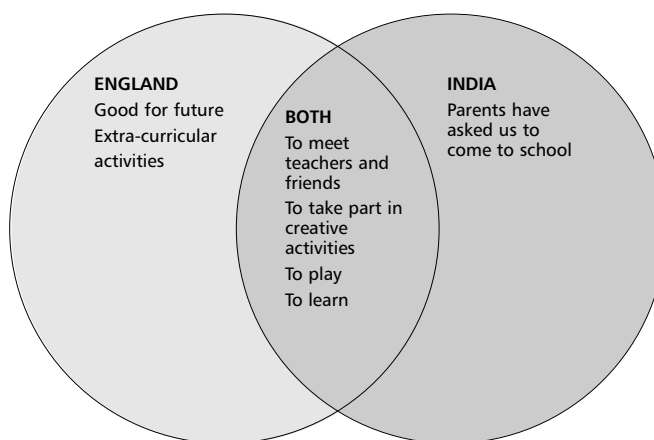 ENGLAND
Good for future
Extra-curricular
activities
BOTH
To meet
teachers and
friends
To take part in
creative
activities
To play
To learn
INDIA
Parents have
asked us to
come to school